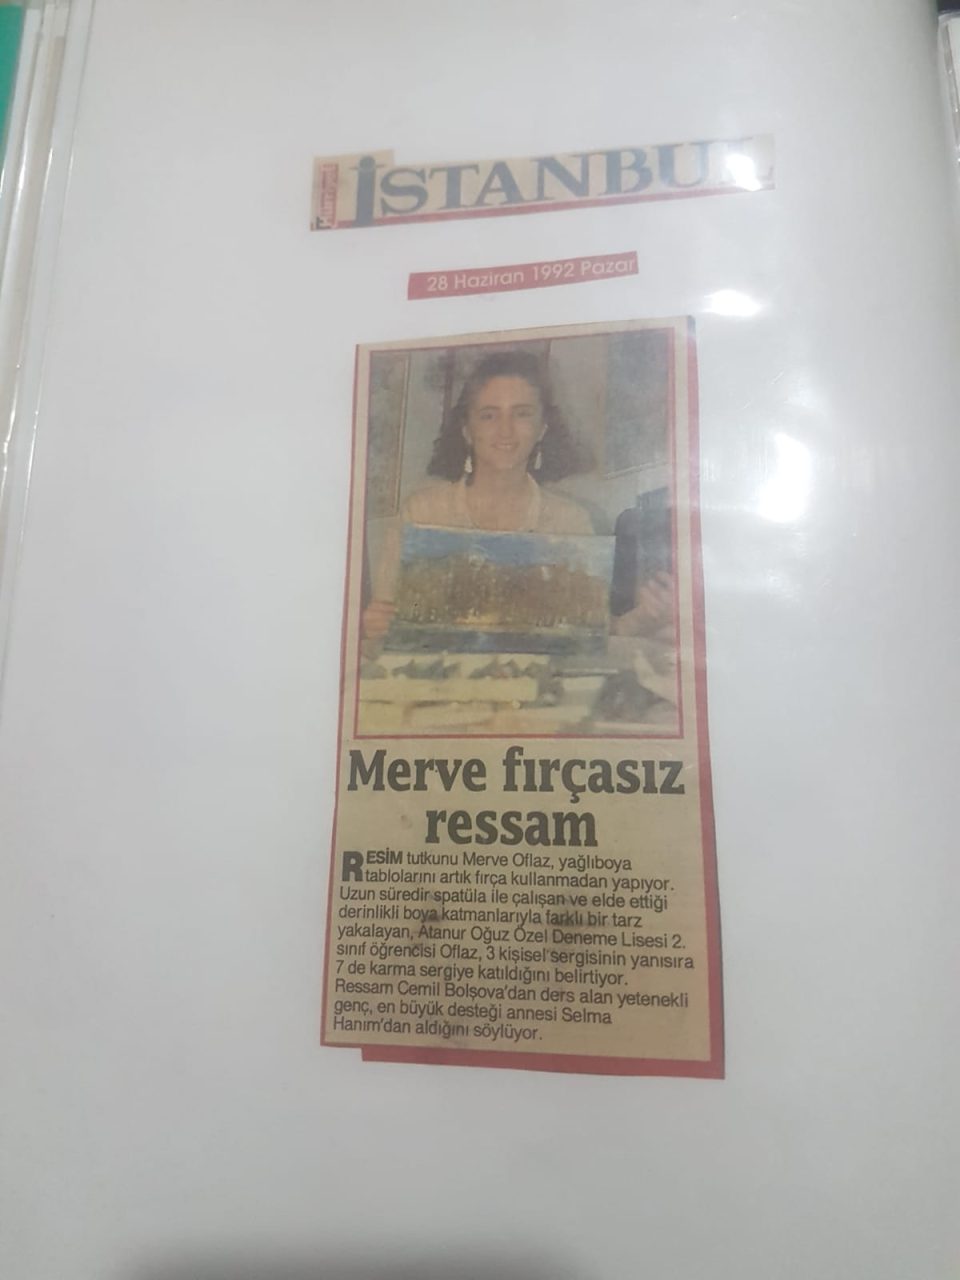 Hürriyet
İSTANBUL
28 Haziran 1992 Pazar
Merve fırçasız
ressam
RESİM tutkunu Merve Oflaz, yağlıboya
tablolarını artık fırça kullanmadan yapıyor.
Uzun süredir spatüla ile çalışan ve elde ettiği
derinlikli boya katmanlarıyla farklı bir tarz
yakalayan, Atanur Oğuz Özel Deneme Lisesi 2.
sınıf öğrencisi Oflaz, 3 kişisel sergisinin yanısıra
7 de karma sergiye katıldığını belirtiyor.
Ressam Cemil Bolşova'dan ders alan yetenekli
genç, en büyük desteği annesi Selma
Hanım'dan aldığını söylüyor.